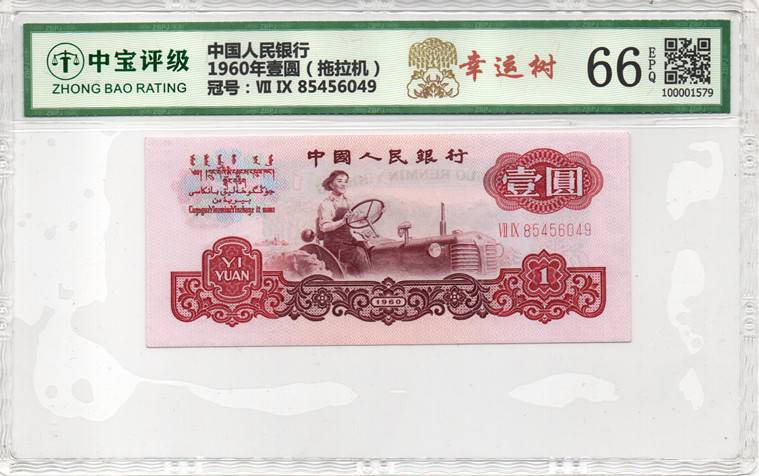 中宝评级
ZHONG BAO RATING
中国人民银行
1960年壹圆（拖拉机）
冠号：Ⅶ Ⅸ 85456049
幸运树
66
EPQ
100001579
中國人民銀行
壹圓
Ⅶ Ⅸ 85456049
YI
YUAN
1960
1